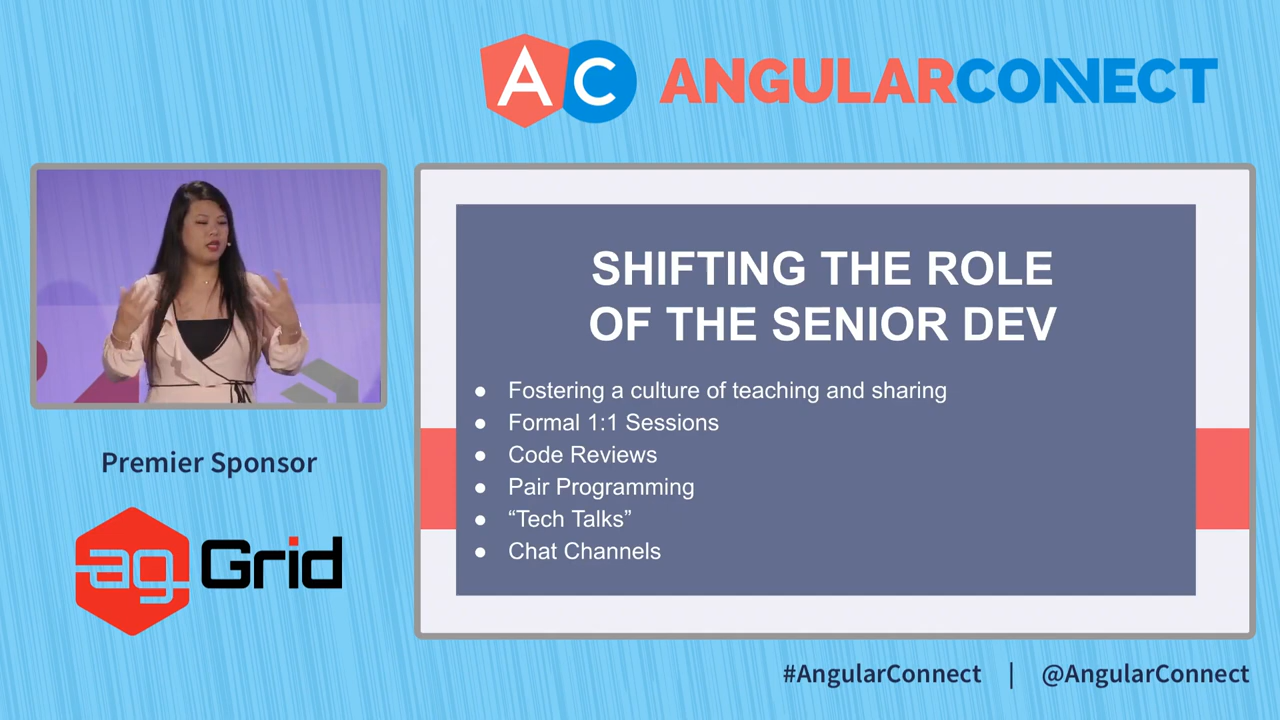 AC ANGULARCONNECT
SHIFTING THE ROLE
OF THE SENIOR DEV
● Fostering a culture of teaching and sharing
● Formal 1:1 Sessions
● Code Reviews
● Pair Programming
● “Tech Talks”
● Chat Channels
Premier Sponsor
ag Grid
#AngularConnect | @AngularConnect